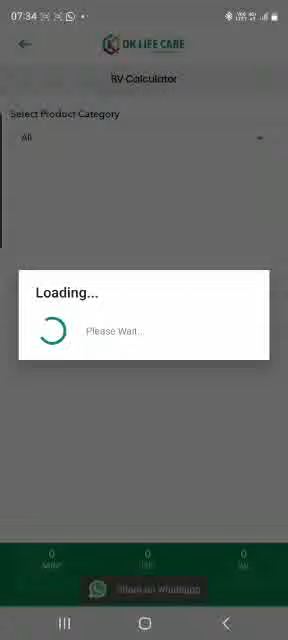 07:34
OK LIFE CARE
BV Calculator
Select Product Category
All
Loading...
Please Wait...
0 0 0
MRP
Share on whatsapp